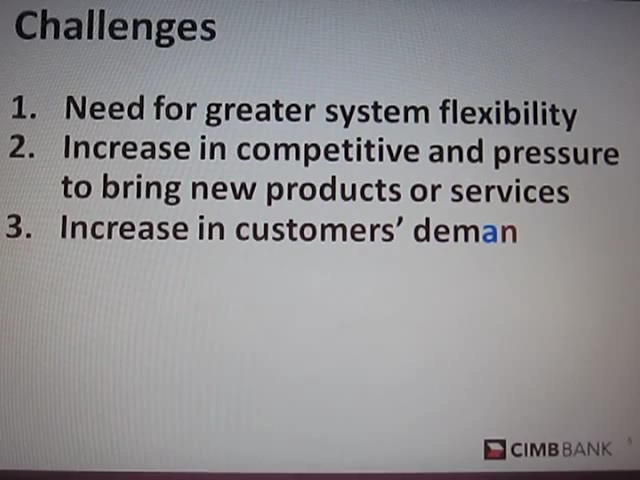 Challenges
1. Need for greater system flexibility
2. Increase in competitive and pressure
to bring new products or services
3. Increase in customers’ deman
CIMB BANK